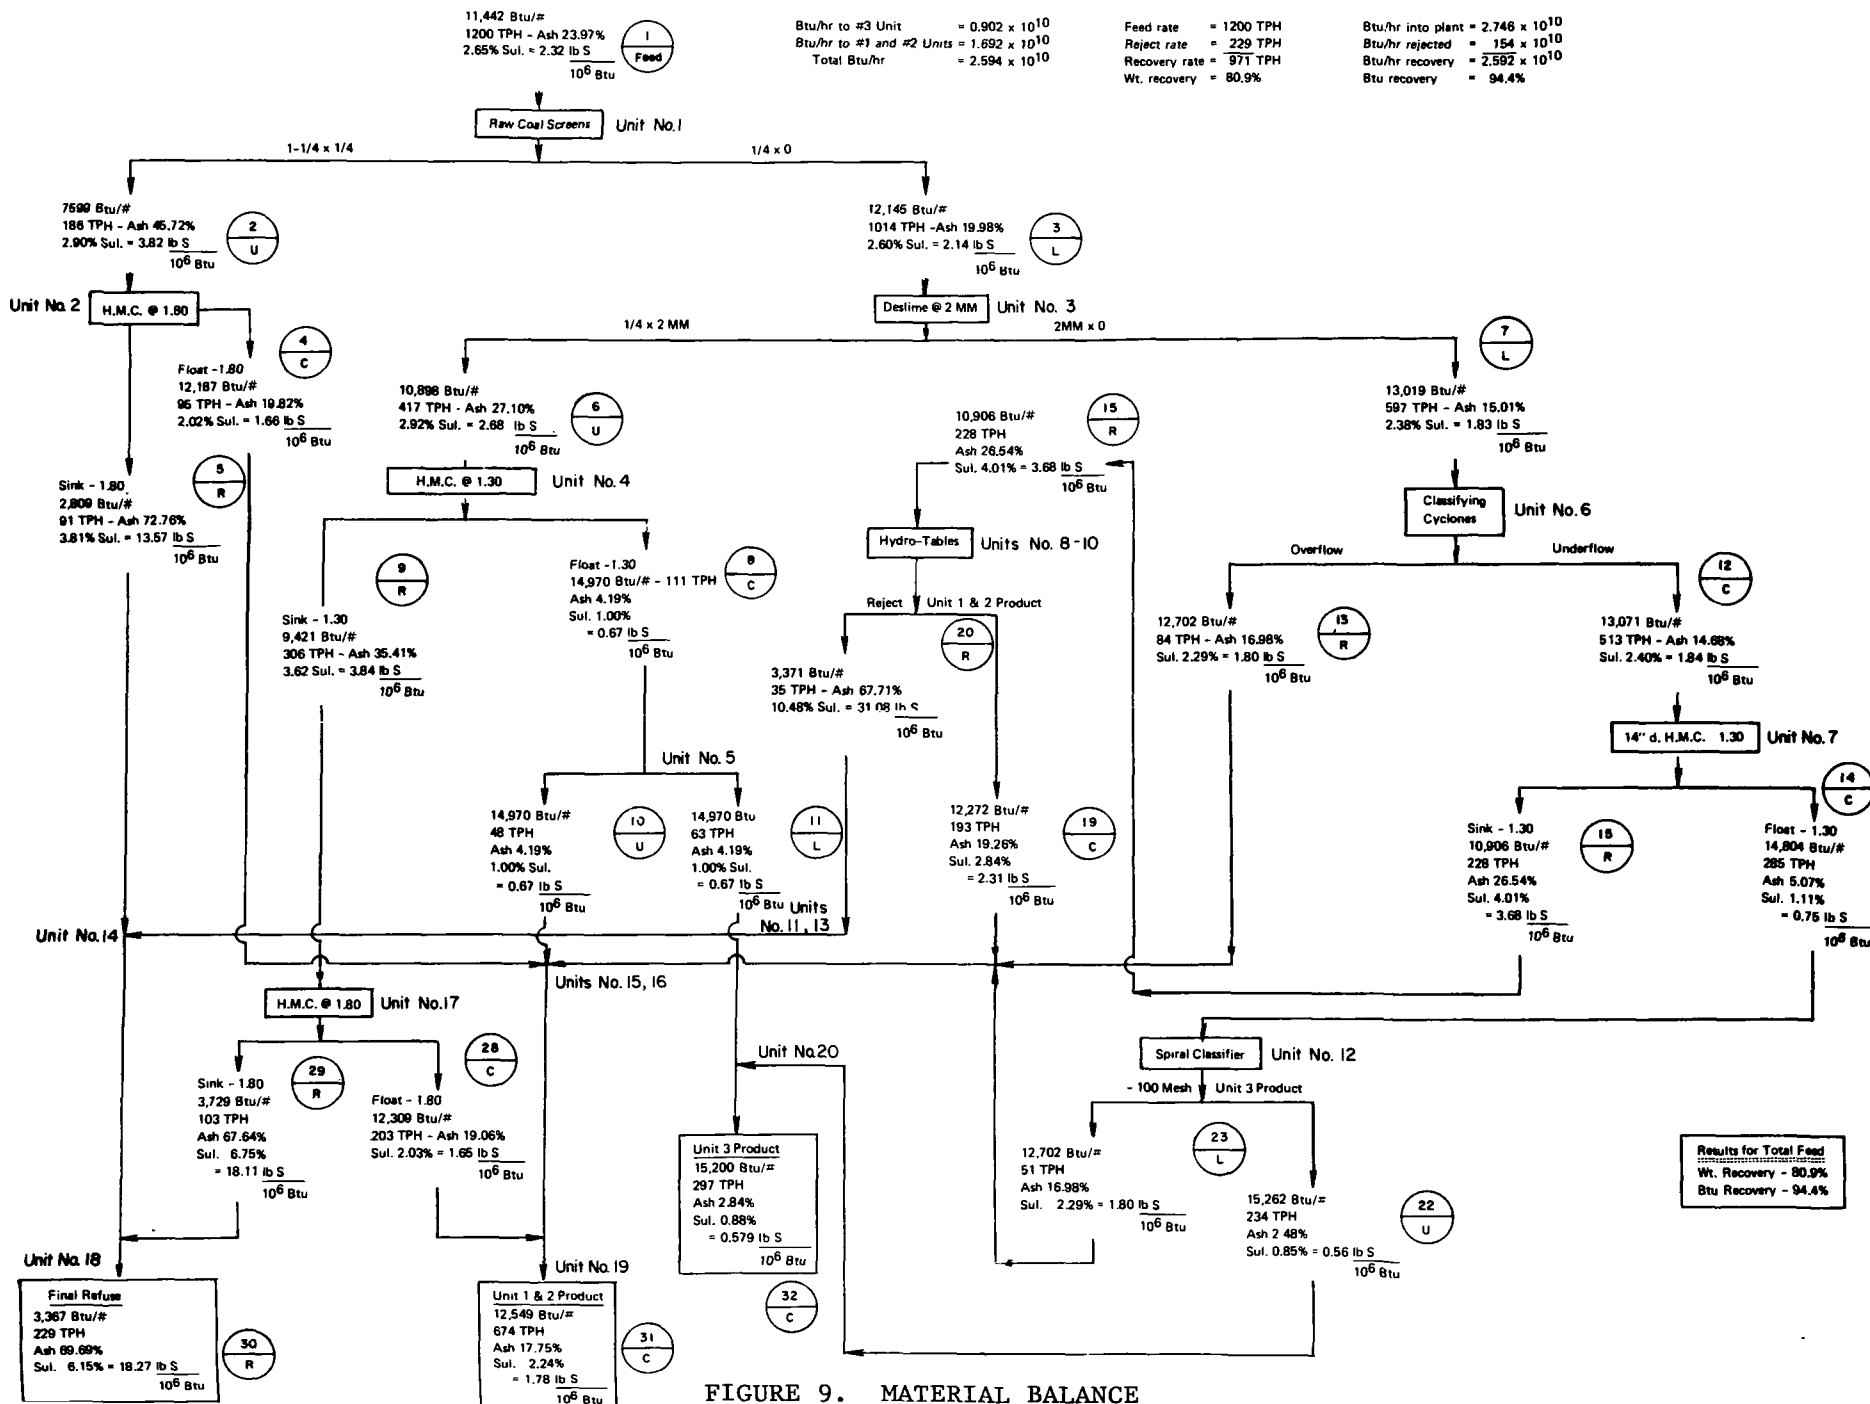 11,442 Btu/#
1200 TPH - Ash 23.97%
2.65% Sul. = 2.32 lb S
10⁶ Btu
1
Feed
Btu/hr to #3 Unit = 0.902 x 10¹⁰
Btu/hr to #1 and #2 Units = 1.692 x 10¹⁰
Total Btu/hr = 2.594 x 10¹⁰
Feed rate = 1200 TPH
Reject rate = 229 TPH
Recovery rate = 971 TPH
Wt. recovery = 80.9%
Btu/hr into plant = 2.746 x 10¹⁰
Btu/hr rejected = 154 x 10¹⁰
Btu/hr recovery = 2.592 x 10¹⁰
Btu recovery = 94.4%
Raw Coal Screens
Unit No.1
1-1/4 x 1/4
1/4 x 0
7599 Btu/#
186 TPH - Ash 45.72%
2.90% Sul. = 3.82 lb S
10⁶ Btu
2
U
12,145 Btu/#
1014 TPH -Ash 19.98%
2.60% Sul. = 2.14 lb S
10⁶ Btu
3
L
Unit No. 2
H.M.C. @ 1.80
Deslime @ 2 MM
Unit No. 3
1/4 x 2 MM
2MM x 0
4
C
Float -1.80
12,187 Btu/#
95 TPH - Ash 19.82%
2.02% Sul. = 1.66 lb S
10⁶ Btu
10,898 Btu/#
417 TPH - Ash 27.10%
2.92% Sul. = 2.68 lb S
10⁶ Btu
6
U
10,906 Btu/#
228 TPH
Ash 26.54%
Sul. 4.01% = 3.68 lb S
10⁶ Btu
15
R
7
L
13,019 Btu/#
597 TPH - Ash 15.01%
2.38% Sul. = 1.83 lb S
10⁶ Btu
5
R
Sink - 1.80
2,809 Btu/#
91 TPH - Ash 72.76%
3.81% Sul. = 13.57 lb S
10⁶ Btu
H.M.C. @ 1.30
Unit No. 4
Classifying
Cyclones
Unit No. 6
Hydro-Tables
Units No. 8-10
Overflow
Underflow
9
R
Float -1.30
14,970 Btu/# - 111 TPH
Ash 4.19%
Sul. 1.00%
= 0.67 lb S
10⁶ Btu
8
C
Reject
Unit 1 & 2 Product
20
R
12
C
Sink - 1.30
9,421 Btu/#
306 TPH - Ash 35.41%
3.62 Sul. = 3.84 lb S
10⁶ Btu
3,371 Btu/#
35 TPH - Ash 67.71%
10.48% Sul. = 31.08 lb S
10⁶ Btu
12,702 Btu/#
84 TPH - Ash 16.98%
Sul. 2.29% = 1.80 lb S
10⁶ Btu
13
R
13,071 Btu/#
513 TPH - Ash 14.68%
Sul. 2.40% = 1.84 lb S
10⁶ Btu
14" d. H.M.C. 1.30
Unit No. 7
Unit No. 5
14,970 Btu/#
48 TPH
Ash 4.19%
1.00% Sul.
= 0.67 lb S
10⁶ Btu
10
U
14,970 Btu
63 TPH
Ash 4.19%
1.00% Sul.
= 0.67 lb S
10⁶ Btu
11
L
12,272 Btu/#
193 TPH
Ash 19.26%
Sul. 2.84%
= 2.31 lb S
10⁶ Btu
19
C
14
C
Sink - 1.30
10,906 Btu/#
228 TPH
Ash 26.54%
Sul. 4.01%
= 3.68 lb S
10⁶ Btu
15
R
Float - 1.30
14,804 Btu/#
285 TPH
Ash 5.07%
Sul. 1.11%
= 0.75 lb S
10⁶ Btu
Unit No. 14
Units
No. 11, 13
Units No. 15, 16
H.M.C. @ 1.80
Unit No. 17
Unit No. 20
Spiral Classifier
Unit No. 12
- 100 Mesh
Unit 3 Product
Sink - 1.80
3,729 Btu/#
103 TPH
Ash 67.64%
Sul. 6.75%
= 18.11 lb S
10⁶ Btu
29
R
28
C
Float - 1.80
12,309 Btu/#
203 TPH - Ash 19.06%
Sul. 2.03% = 1.65 lb S
10⁶ Btu
Unit 3 Product
15,200 Btu/#
297 TPH
Ash 2.84%
Sul. 0.88%
= 0.579 lb S
10⁶ Btu
32
C
12,702 Btu/#
51 TPH
Ash 16.98%
Sul. 2.29% = 1.80 lb S
10⁶ Btu
23
L
15,262 Btu/#
234 TPH
Ash 2 48%
Sul. 0.85% = 0.56 lb S
10⁶ Btu
22
U
Results for Total Feed
Wt. Recovery - 80.9%
Btu Recovery - 94.4%
Unit No. 18
Final Refuse
3,367 Btu/#
229 TPH
Ash 69.69%
Sul. 6.15% = 18.27 lb S
10⁶ Btu
30
R
Unit No. 19
Unit 1 & 2 Product
12,549 Btu/#
674 TPH
Ash 17.75%
Sul. 2.24%
= 1.78 lb S
10⁶ Btu
31
C
FIGURE 9. MATERIAL BALANCE